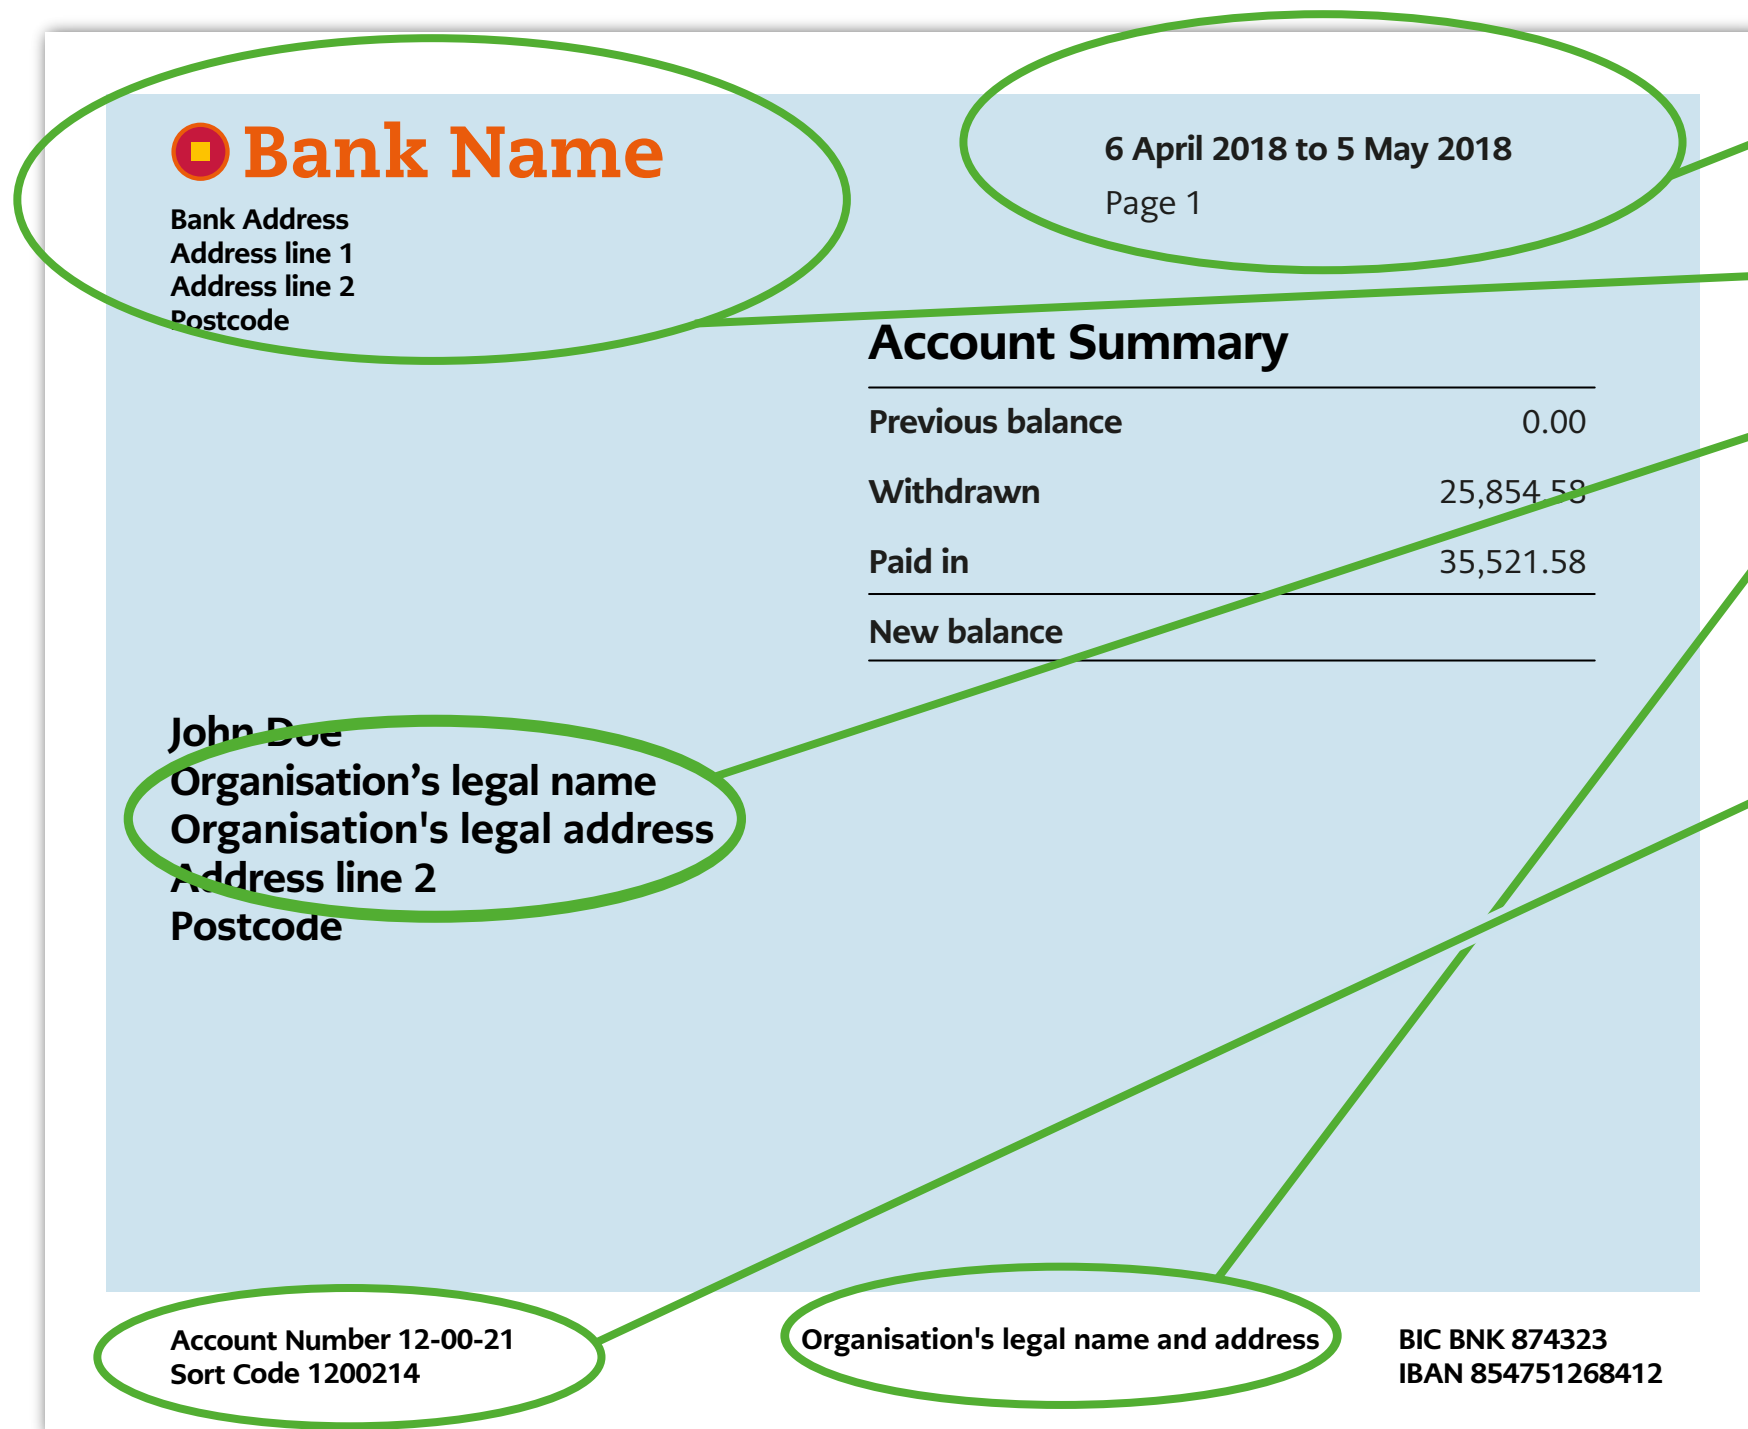 Bank Name
Bank Address
Address line 1
Address line 2
Postcode
6 April 2018 to 5 May 2018
Page 1
Account Summary
Previous balance 0.00
Withdrawn 25,854.58
Paid in 35,521.58
New balance
John Doe
Organisation’s legal name
Organisation's legal address
Address line 2
Postcode
Account Number 12-00-21
Sort Code 1200214
Organisation's legal name and address
BIC BNK 874323
IBAN 854751268412